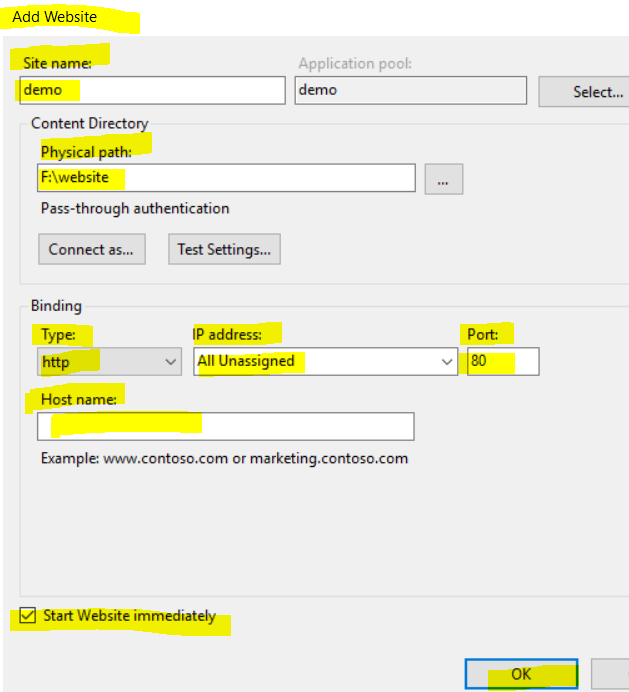 Add Website
Site name:
Application pool:
demo
demo
Select...
Content Directory
Physical path:
F:\website
...
Pass-through authentication
Connect as...
Test Settings...
Binding
Type:
IP address:
Port:
http
All Unassigned
80
Host name:
Example: www.contoso.com or marketing.contoso.com
Start Website immediately
OK